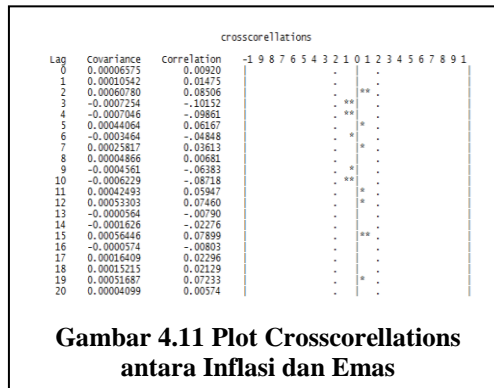 crosscorellations
Lag Covariance Correlation -1 9 8 7 6 5 4 3 2 1 0 1 2 3 4 5 6 7 8 9 1
0 0.00006575 0.00920 | . | . |
1 0.00010542 0.01475 | . | . |
2 0.00060780 0.08506 | . |** . |
3 -0.0007254 -.10152 | . **| . |
4 -0.0007046 -.09861 | . **| . |
5 0.00044064 0.06167 | . |* . |
6 -0.0003464 -.04848 | . *| . |
7 0.00025817 0.03613 | . |* . |
8 0.00004866 0.00681 | . | . |
9 -0.0004561 -.06383 | . *| . |
10 -0.0006229 -.08718 | . **| . |
11 0.00042493 0.05947 | . |* . |
12 0.00053303 0.07460 | . |* . |
13 -0.0000564 -.00790 | . | . |
14 -0.0001626 -.02276 | . | . |
15 0.00056446 0.07899 | . |** . |
16 -0.0000574 -.00803 | . | . |
17 0.00016409 0.02296 | . | . |
18 0.00015215 0.02129 | . | . |
19 0.00051687 0.07233 | . |* . |
20 0.00004099 0.00574 | . | . |
Gambar 4.11 Plot Crosscorellations
antara Inflasi dan Emas